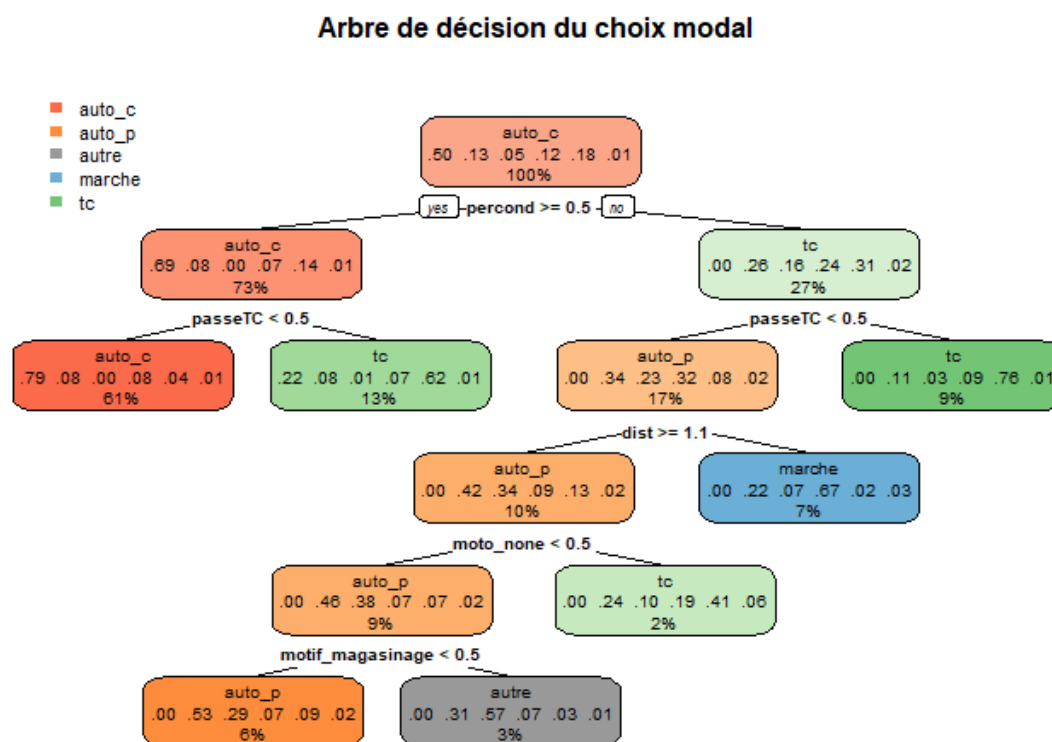 Arbre de décision du choix modal
auto_c
auto_p
autre
marche
tc
auto_c
.50 .13 .05 .12 .18 .01
100%
yes percond >= 0.5 no
auto_c
.69 .08 .00 .07 .14 .01
73%
tc
.00 .26 .16 .24 .31 .02
27%
passeTC < 0.5
passeTC < 0.5
auto_c
.79 .08 .00 .08 .04 .01
61%
tc
.22 .08 .01 .07 .62 .01
13%
auto_p
.00 .34 .23 .32 .08 .02
17%
tc
.00 .11 .03 .09 .76 .01
9%
dist >= 1.1
auto_p
.00 .42 .34 .09 .13 .02
10%
marche
.00 .22 .07 .67 .02 .03
7%
moto_none < 0.5
auto_p
.00 .46 .38 .07 .07 .02
9%
tc
.00 .24 .10 .19 .41 .06
2%
motif_magasinage < 0.5
auto_p
.00 .53 .29 .07 .09 .02
6%
autre
.00 .31 .57 .07 .03 .01
3%